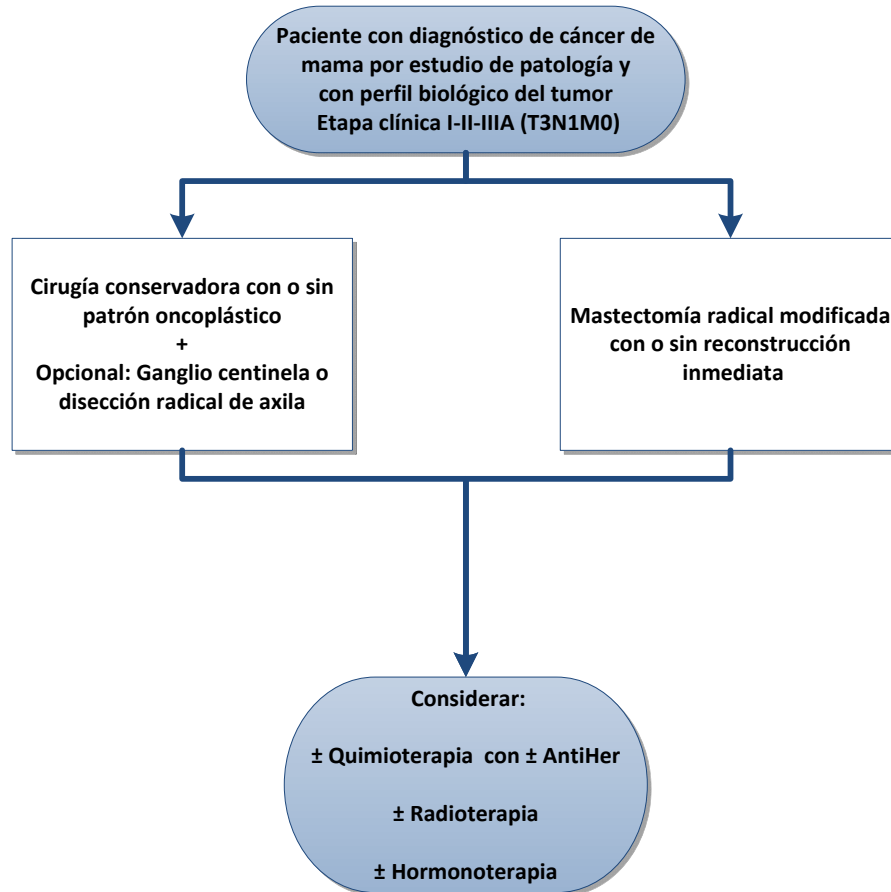 Paciente con diagnóstico de cáncer de
mama por estudio de patología y
con perfil biológico del tumor
Etapa clínica I-II-IIIA (T3N1M0)
Cirugía conservadora con o sin
patrón oncoplástico
+
Opcional: Ganglio centinela o
disección radical de axila
Mastectomía radical modificada
con o sin reconstrucción
inmediata
Considerar:
± Quimioterapia con ± AntiHer
± Radioterapia
± Hormonoterapia